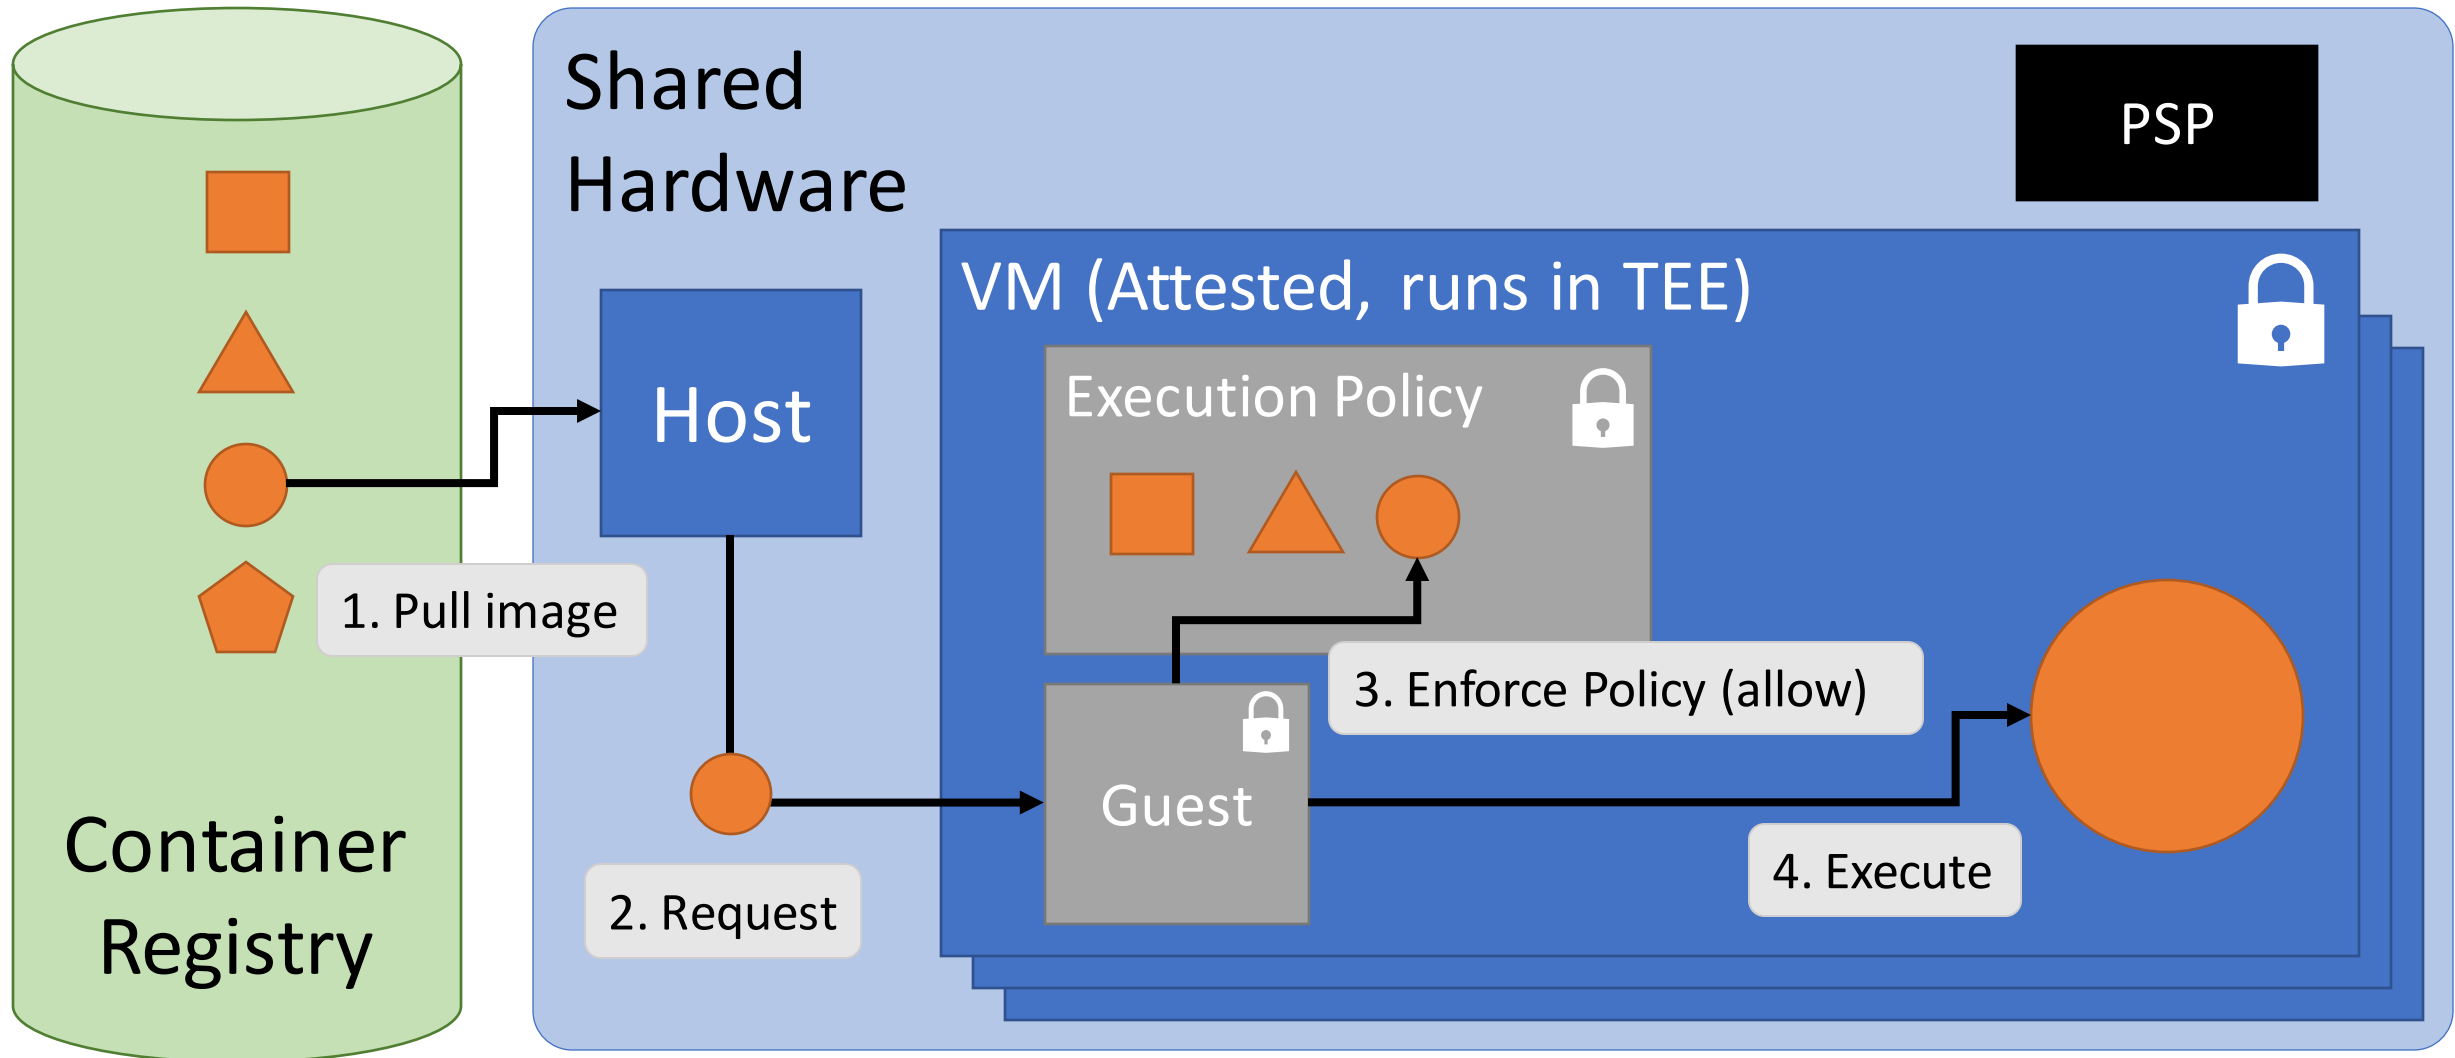 Shared
Hardware
PSP
VM (Attested, runs in TEE)
Host
Execution Policy
1. Pull image
3. Enforce Policy (allow)
Guest
Container
Registry
2. Request
4. Execute